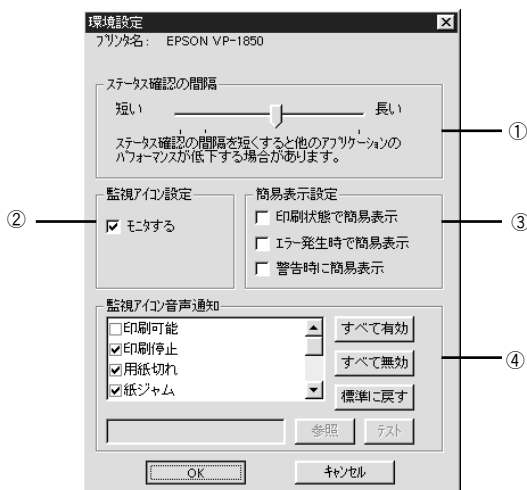 環境設定
プリンタ名： EPSON VP-1850
ステータス確認の間隔
短い
長い
ステータス確認の間隔を短くすると他のアプリケーションの
パフォーマンスが低下する場合があります。
①
監視アイコン設定
モニタする
②
簡易表示設定
印刷状態で簡易表示
エラー発生時で簡易表示
警告時に簡易表示
③
監視アイコン音声通知
印刷可能
印刷停止
用紙切れ
紙ジャム
すべて有効
すべて無効
標準に戻す
④
参照
テスト
OK
キャンセル